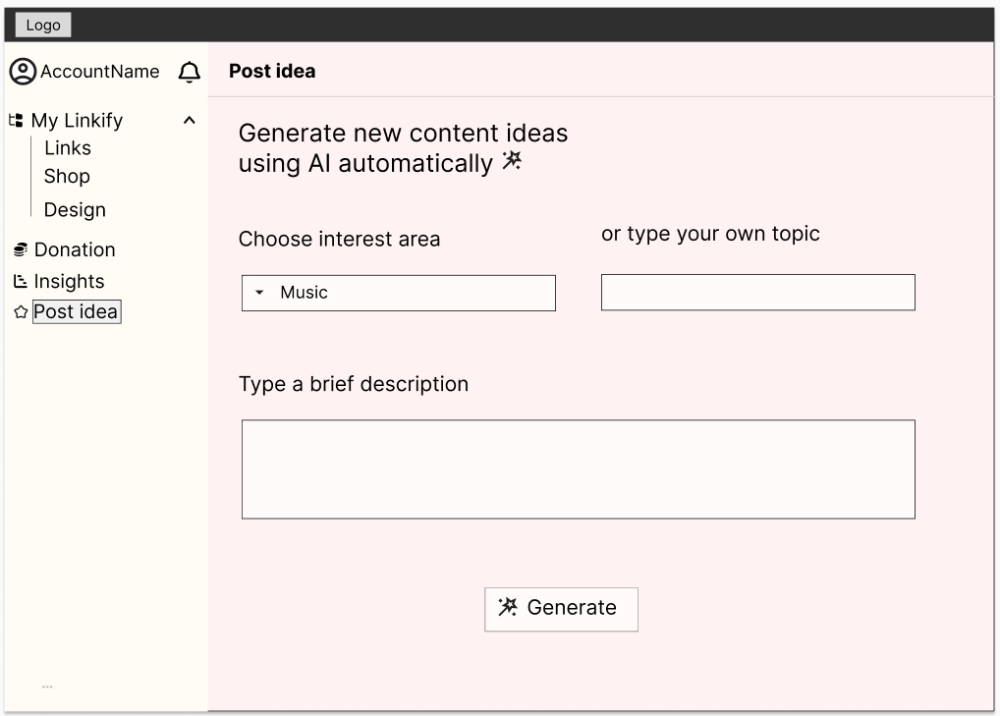 Logo
AccountName
Post idea
My Linkify
Links
Shop
Design
Donation
Insights
Post idea
...
Generate new content ideas
using AI automatically
Choose interest area
or type your own topic
Music
Type a brief description
Generate